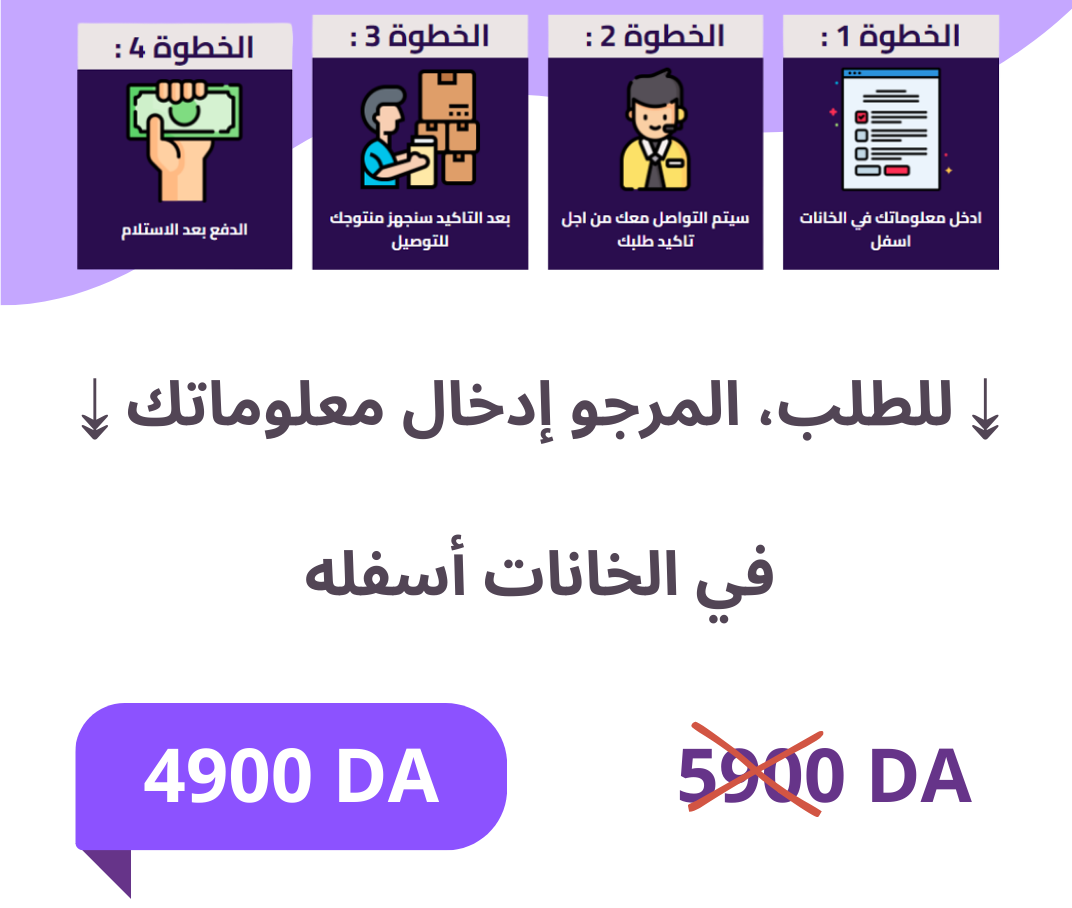 الخطوة 1 :
ادخل معلوماتك في الخانات
اسفل
الخطوة 2 :
سيتم التواصل معك من اجل
تاكيد طلبك
الخطوة 3 :
بعد التاكيد سنجهز منتوجك
للتوصيل
الخطوة 4 :
الدفع بعد الاستلام
↡ للطلب، المرجو إدخال معلوماتك ↡
في الخانات أسفله
5900 DA
4900 DA